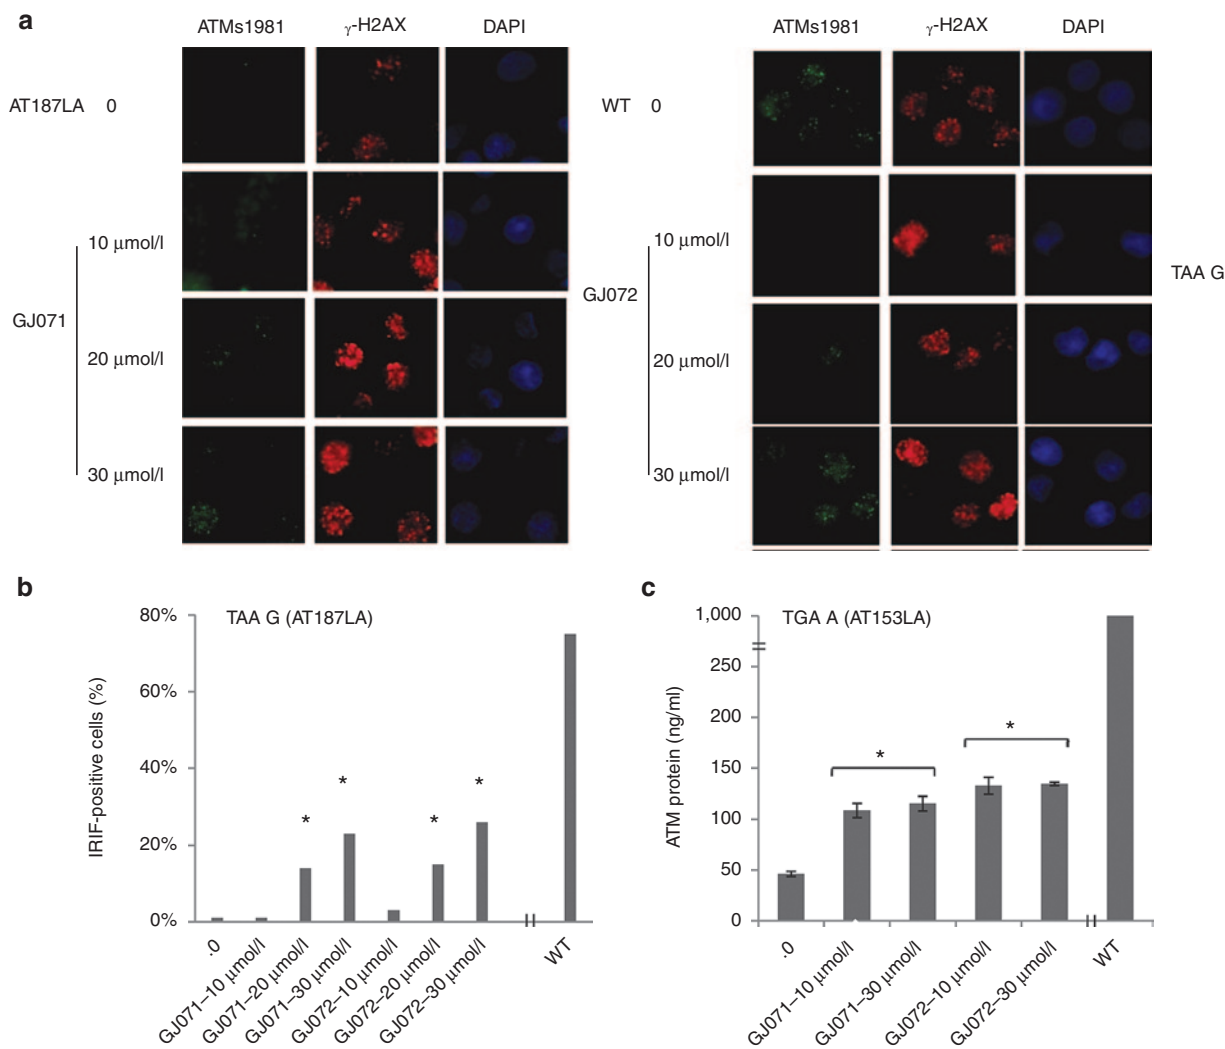 a
ATMs1981 γ-H2AX DAPI
AT187LA 0
GJ071
10 μmol/l
20 μmol/l
30 μmol/l
ATMs1981 γ-H2AX DAPI
WT 0
GJ072
10 μmol/l
20 μmol/l
30 μmol/l
TAA G
b
TAA G (AT187LA)
IRIF-positive cells (%)
80%
60%
40%
20%
0%
* * * *
.0
GJ071–10 μmol/l
GJ071–20 μmol/l
GJ071–30 μmol/l
GJ072–10 μmol/l
GJ072–20 μmol/l
GJ072–30 μmol/l
WT
c
TGA A (AT153LA)
ATM protein (ng/ml)
1,000
250
200
150
100
50
0
* *
.0
GJ071–10 μmol/l
GJ071–30 μmol/l
GJ072–10 μmol/l
GJ072–30 μmol/l
WT